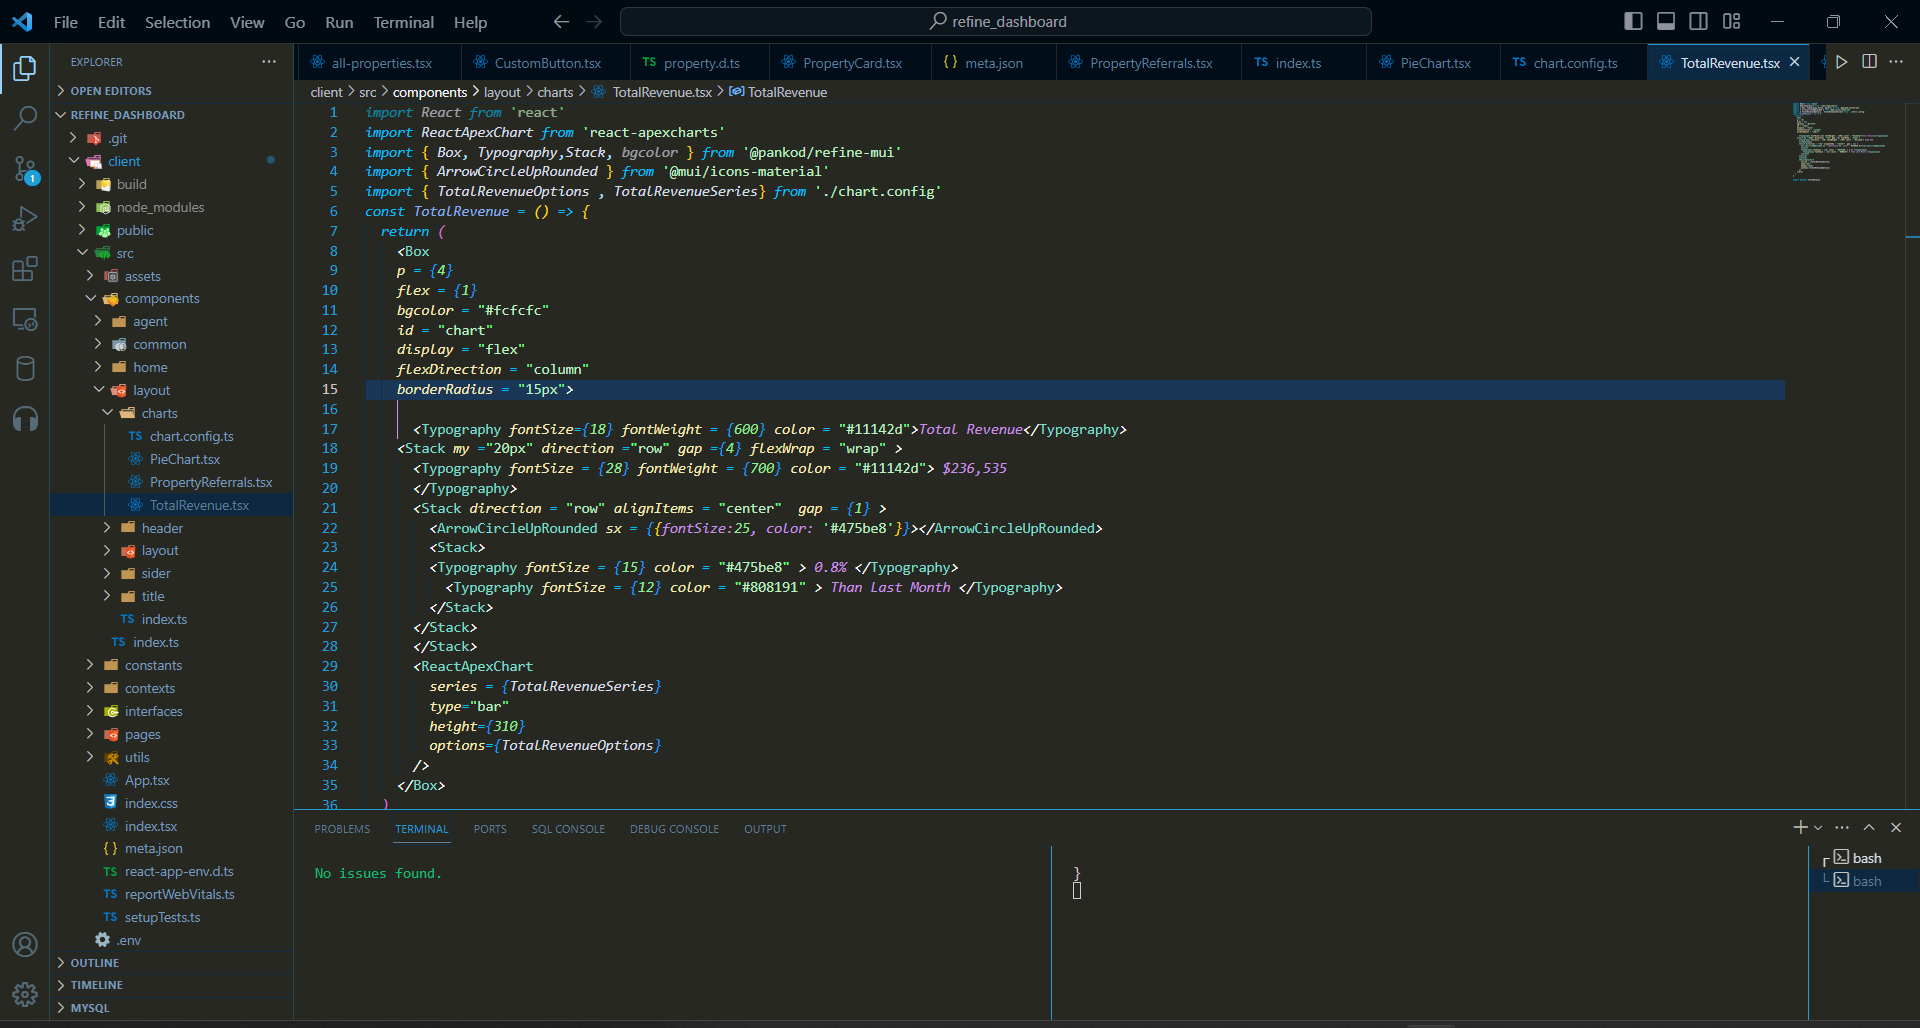 File Edit Selection View Go Run Terminal Help
refine_dashboard
EXPLORER
OPEN EDITORS
REFINE_DASHBOARD
.git
client
build
node_modules
public
src
assets
components
agent
common
home
layout
charts
TS chart.config.ts
PieChart.tsx
PropertyReferrals.tsx
TotalRevenue.tsx
header
layout
sider
title
TS index.ts
TS index.ts
constants
contexts
interfaces
pages
utils
App.tsx
index.css
index.tsx
{ } meta.json
TS react-app-env.d.ts
TS reportWebVitals.ts
TS setupTests.ts
.env
OUTLINE
TIMELINE
MYSQL
1
all-properties.tsx CustomButton.tsx TS property.d.ts PropertyCard.tsx { } meta.json PropertyReferrals.tsx TS index.ts PieChart.tsx TS chart.config.ts TotalRevenue.tsx
client > src > components > layout > charts > TotalRevenue.tsx > TotalRevenue
1 import React from 'react'
2 import ReactApexChart from 'react-apexcharts'
3 import { Box, Typography,Stack, bgcolor } from '@pankod/refine-mui'
4 import { ArrowCircleUpRounded } from '@mui/icons-material'
5 import { TotalRevenueOptions , TotalRevenueSeries} from './chart.config'
6 const TotalRevenue = () => {
7 return (
8 <Box
9 p = {4}
10 flex = {1}
11 bgcolor = "#fcfcfc"
12 id = "chart"
13 display = "flex"
14 flexDirection = "column"
15 borderRadius = "15px">
16
17 <Typography fontSize={18} fontWeight = {600} color = "#11142d">Total Revenue</Typography>
18 <Stack my ="20px" direction ="row" gap ={4} flexWrap = "wrap" >
19 <Typography fontSize = {28} fontWeight = {700} color = "#11142d"> $236,535
20 </Typography>
21 <Stack direction = "row" alignItems = "center"  gap = {1} >
22 <ArrowCircleUpRounded sx = {{fontSize:25, color: '#475be8'}}></ArrowCircleUpRounded>
23 <Stack>
24 <Typography fontSize = {15} color = "#475be8" > 0.8% </Typography>
25 <Typography fontSize = {12} color = "#808191" > Than Last Month </Typography>
26 </Stack>
27 </Stack>
28 </Stack>
29 <ReactApexChart
30 series = {TotalRevenueSeries}
31 type="bar"
32 height={310}
33 options={TotalRevenueOptions}
34 />
35 </Box>
36 )
PROBLEMS TERMINAL PORTS SQL CONSOLE DEBUG CONSOLE OUTPUT
No issues found.
}
bash
bash